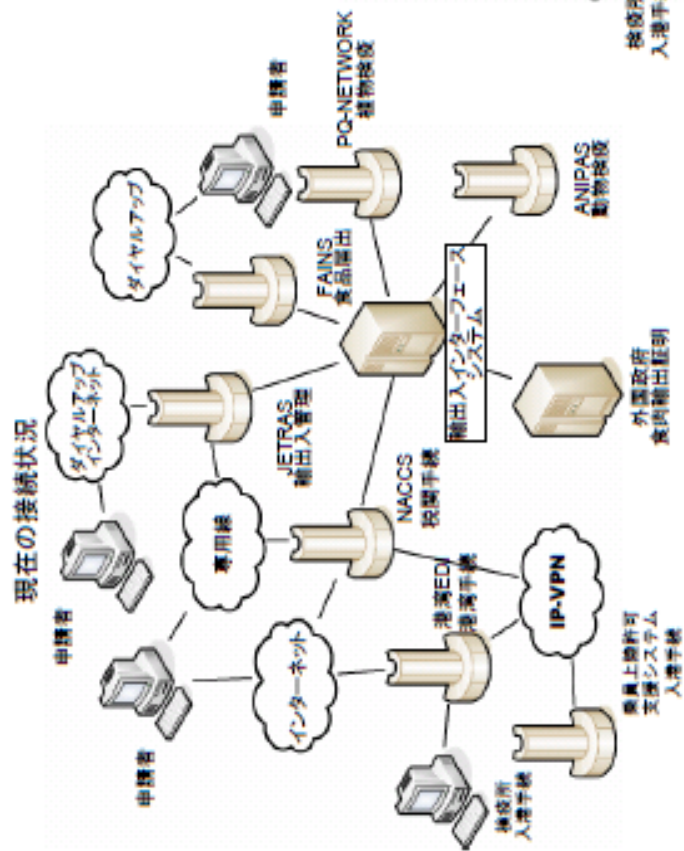 現在の接続状況
申請者
申請者
ダイヤルアップ
インターネット
ダイヤルアップ
申請者
専用線
インターネット
JETRAS
輸出入管理
FAINS
食品届出
PQ-NETWORK
植物検疫
NACCS
税関手続
輸出入インターフェース
システム
ANIPAS
動物検疫
港湾EDI
港湾手続
検疫所
入港手続
IP-VPN
乗員上陸許可
支援システム
入港手続
外国政府
食肉輸出証明
検疫所